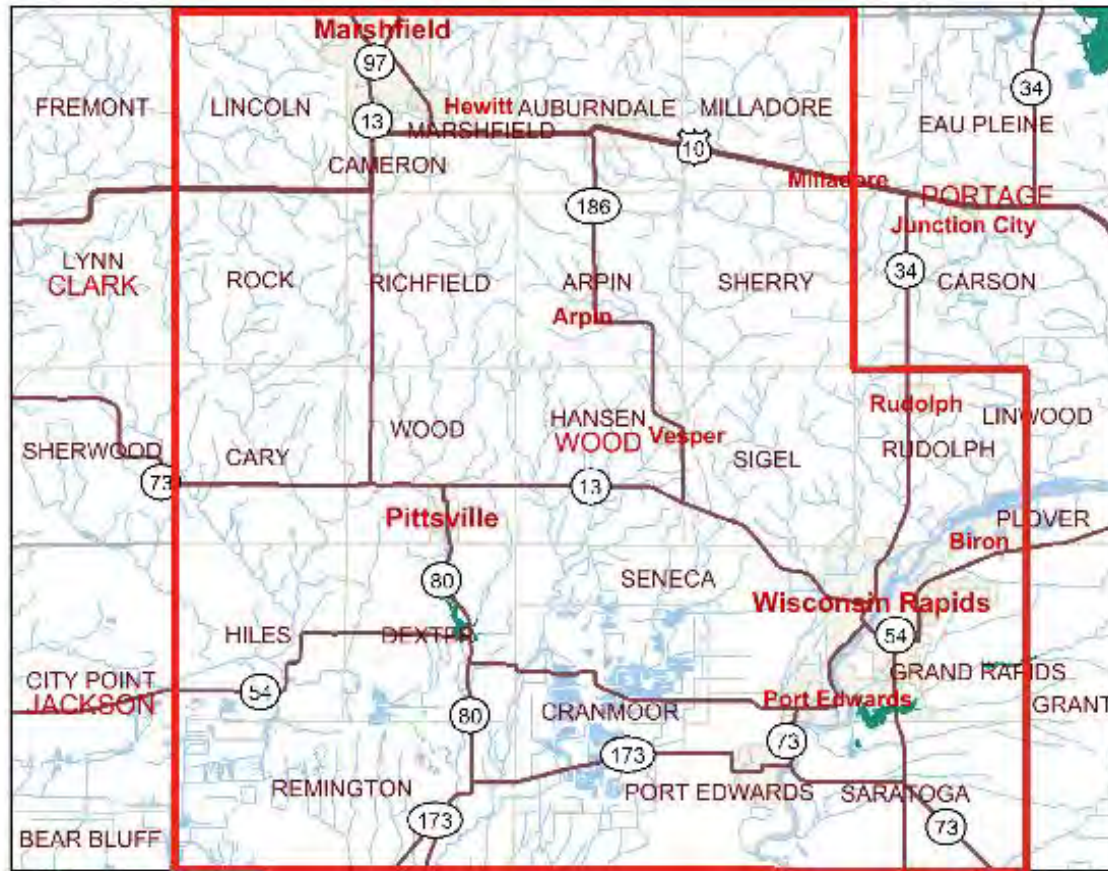 Marshfield
97
34
FREMONT
LINCOLN
Hewitt
AUBURNDALE
MILLADORE
13
MARSHFIELD
EAU PLEINE
10
CAMERON
Milladore
PORTAGE
186
Junction City
LYNN
CLARK
ROCK
RICHFIELD
ARPIN
SHERRY
34
CARSON
Arpin
Rudolph
LINWOOD
HANSEN
WOOD
WOOD
Vesper
SHERWOOD
CARY
SIGEL
RUDOLPH
73
13
Pittsville
PLOVER
Biron
80
SENECA
Wisconsin Rapids
HILES
DEXTER
54
CITY POINT
JACKSON
54
GRAND RAPIDS
Port Edwards
GRANT
80
CRANMOOR
73
173
REMINGTON
PORT EDWARDS
SARATOGA
173
73
BEAR BLUFF